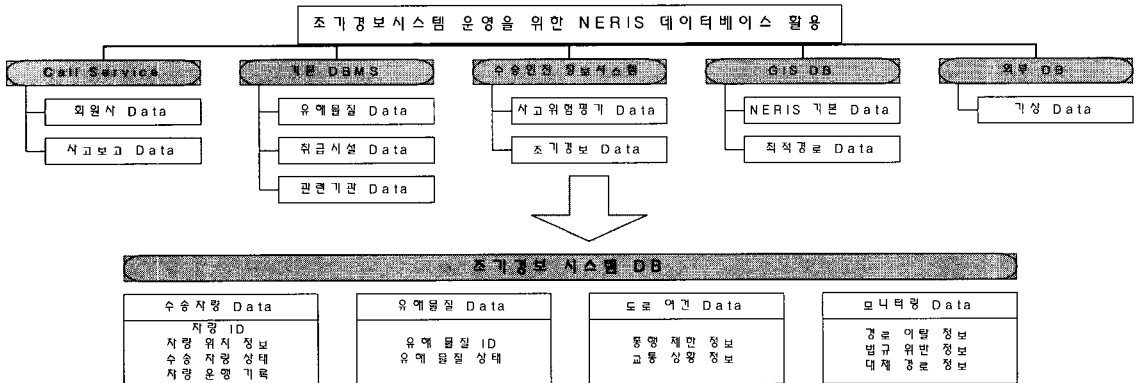 조기경보시스템 운영을 위한 NERIS 데이터베이스 활용
Call Service
기본 DBMS
수송안전 정보시스템
GIS DB
외부 DB
회원사 Data
유해물질 Data
사고위험평가 Data
NERIS 기본 Data
기상 Data
사고보고 Data
취급시설 Data
조기경보 Data
최적경로 Data
관련기관 Data
조기경보 시스템 DB
수송차량 Data
차량 ID
차량 위치 정보
수송 차량 상태
차량 운행 기록
유해물질 Data
유해 물질 ID
유해 물질 상태
도로 여건 Data
통행 제한 정보
교통 상황 정보
모니터링 Data
경로 이탈 정보
법규 위반 정보
대체 경로 정보